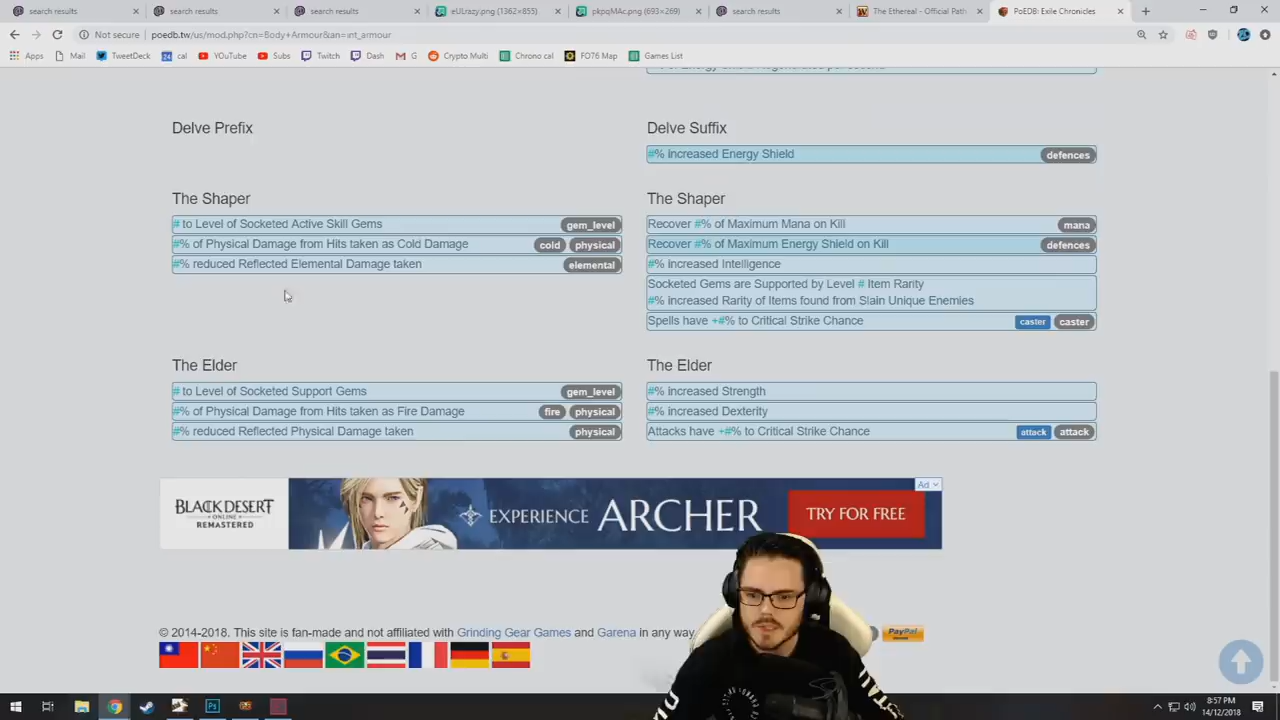 search results
search results
search results
eUUrazy.png (1362×855)
pkpqMAc.png (693×269)
search results
The Ethereal - Official Path
PoEDB: Exile Chronicles
Not secure
poedb.tw/us/mod.php?cn=Body+Armour&an=int_armour
Apps
Mail
TweetDeck
cal
YouTube
Subs
Twitch
Dash
G
Crypto Multi
Chrono cal
FO76 Map
Games List
Delve Prefix
Delve Suffix
#% increased Energy Shield
defences
The Shaper
The Shaper
# to Level of Socketed Active Skill Gems
gem_level
Recover #% of Maximum Mana on Kill
mana
#% of Physical Damage from Hits taken as Cold Damage
cold physical
Recover #% of Maximum Energy Shield on Kill
defences
#% reduced Reflected Elemental Damage taken
elemental
#% increased Intelligence
Socketed Gems are Supported by Level # Item Rarity
#% increased Rarity of Items found from Slain Unique Enemies
Spells have +#% to Critical Strike Chance
caster caster
The Elder
The Elder
# to Level of Socketed Support Gems
gem_level
#% increased Strength
#% of Physical Damage from Hits taken as Fire Damage
fire physical
#% increased Dexterity
#% reduced Reflected Physical Damage taken
physical
Attacks have +#% to Critical Strike Chance
attack attack
BLACK DESERT
ONLINE
REMASTERED
EXPERIENCE ARCHER
TRY FOR FREE
Ad
© 2014-2018. This site is fan-made and not affiliated with Grinding Gear Games and Garena in any way.
PayPal
8:57 PM
14/12/2018